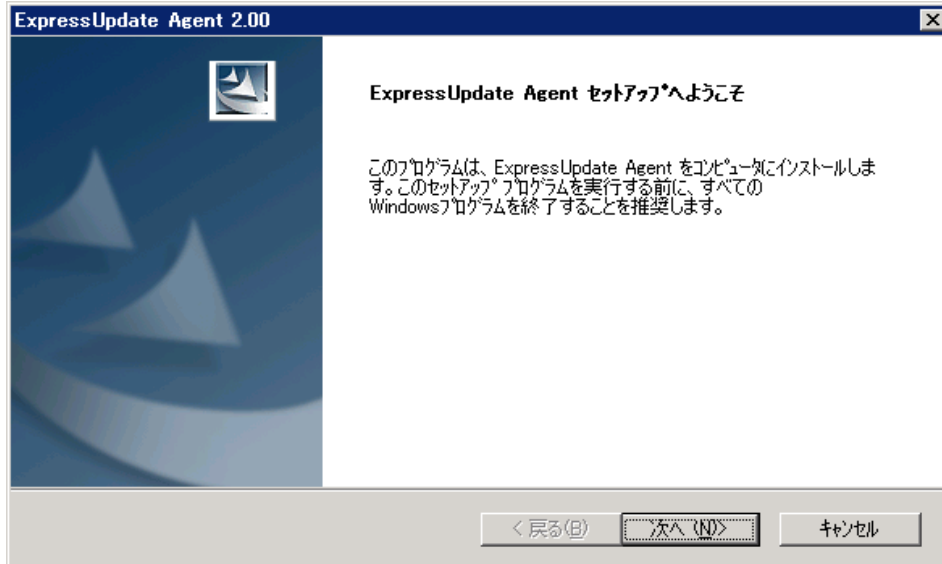 ExpressUpdate Agent 2.00
ExpressUpdate Agent ｾｯﾄｱｯﾌﾟへようこそ
このﾌﾟﾛｸﾞﾗﾑは、ExpressUpdate Agent をｺﾝﾋﾟｭｰﾀにｲﾝｽﾄｰﾙしま
す。このｾｯﾄｱｯﾌﾟ ﾌﾟﾛｸﾞﾗﾑを実行する前に、すべての
Windowsﾌﾟﾛｸﾞﾗﾑを終了することを推奨します。
< 戻る(B)
次へ (N)>
ｷｬﾝｾﾙ